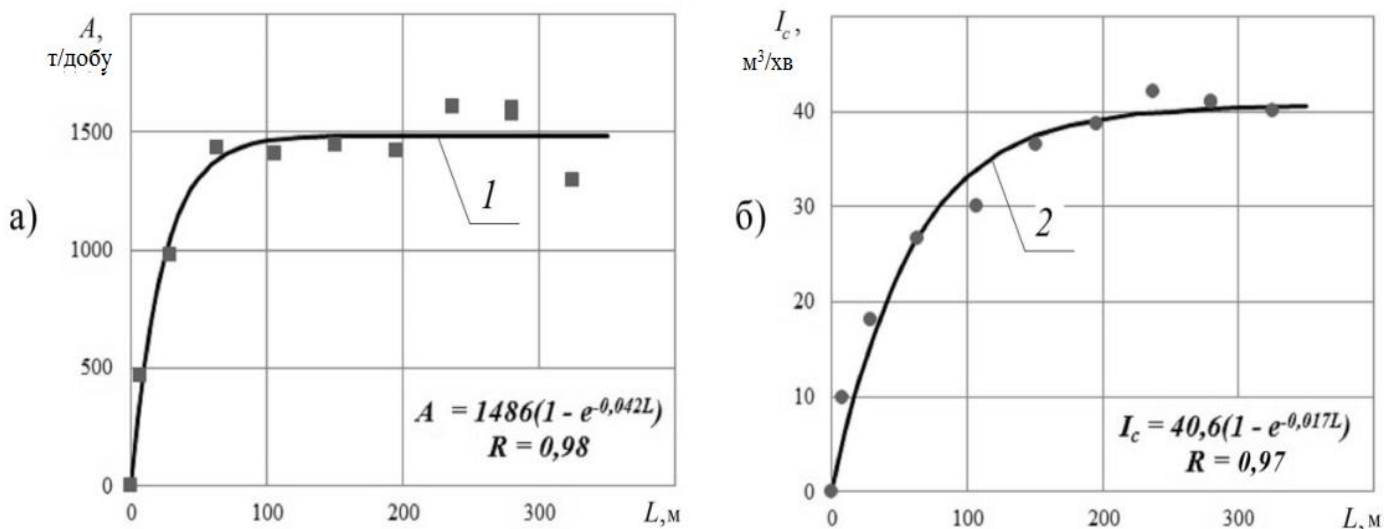 A,
т/добу
1500
1000
500
0
0
100
200
300
L,м
а)
1
A = 1486(1 - e^-0,042L)
R = 0,98
I_c,
м³/хв
40
30
20
10
0
0
100
200
300
L,м
б)
2
I_c = 40,6(1 - e^-0,017L)
R = 0,97